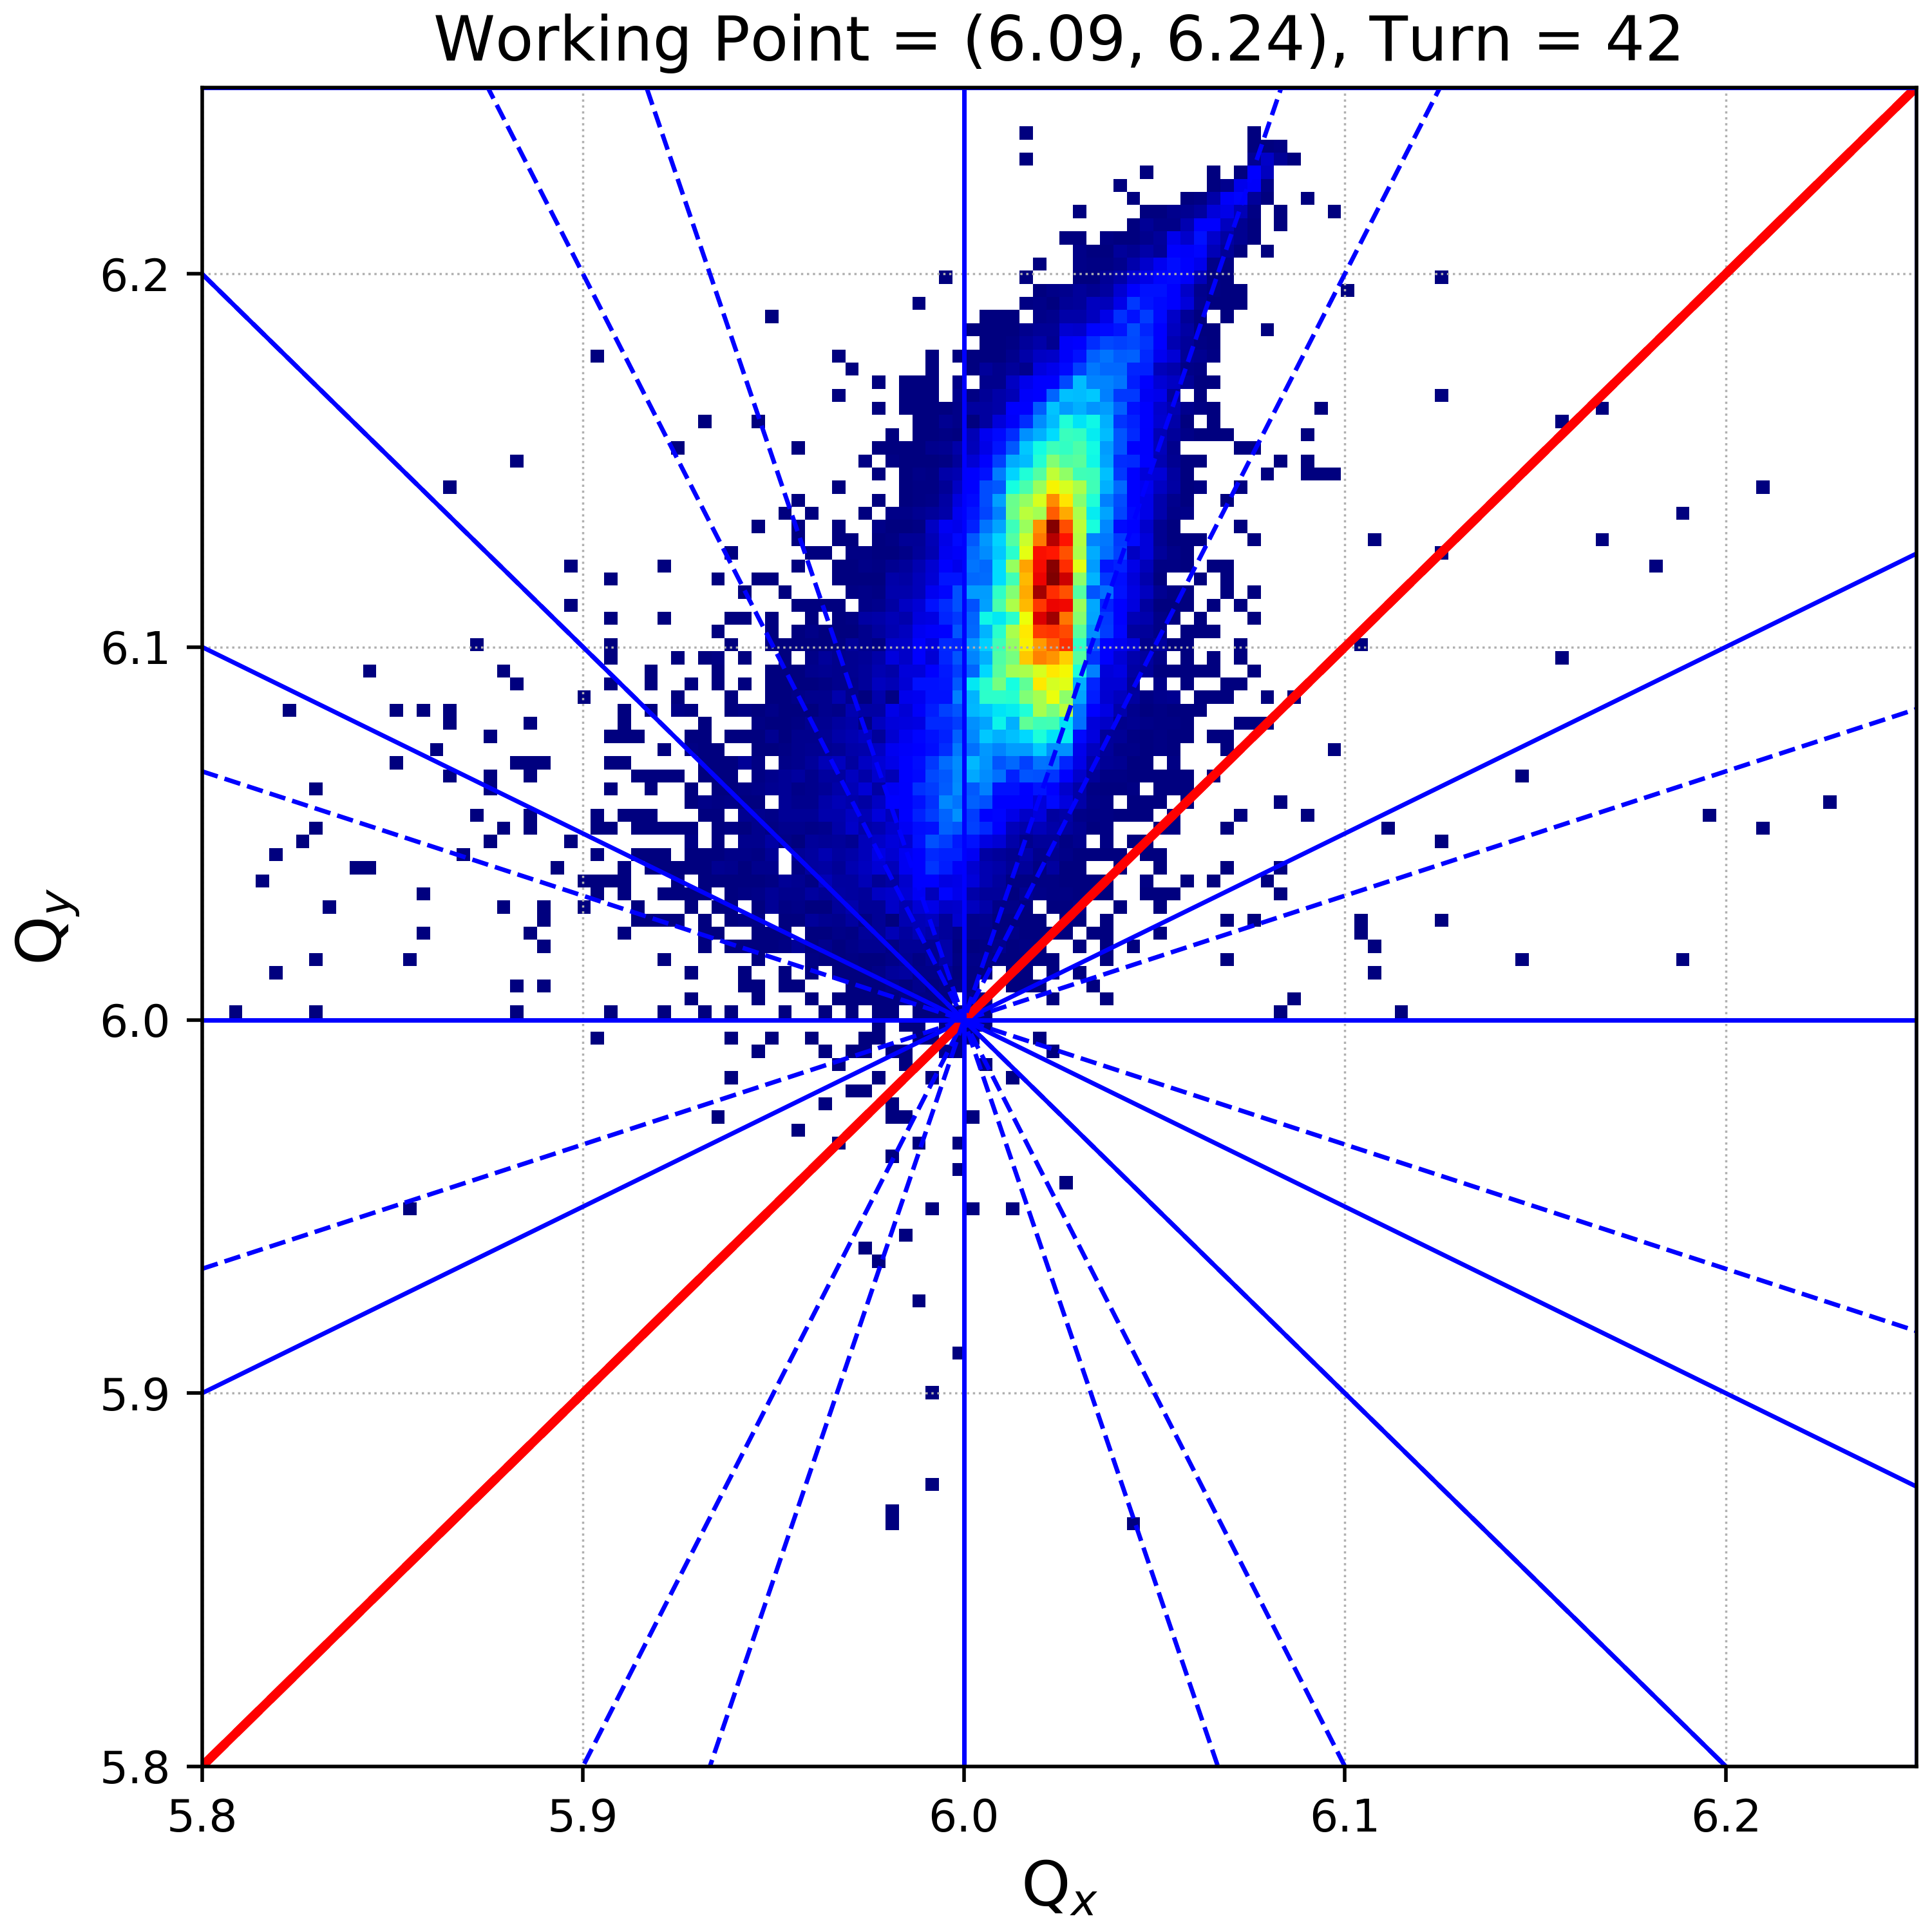 Working Point = (6.09, 6.24), Turn = 42
6.2
6.1
6.0
5.9
5.8
Qy
5.8 5.9 6.0 6.1 6.2
Qx